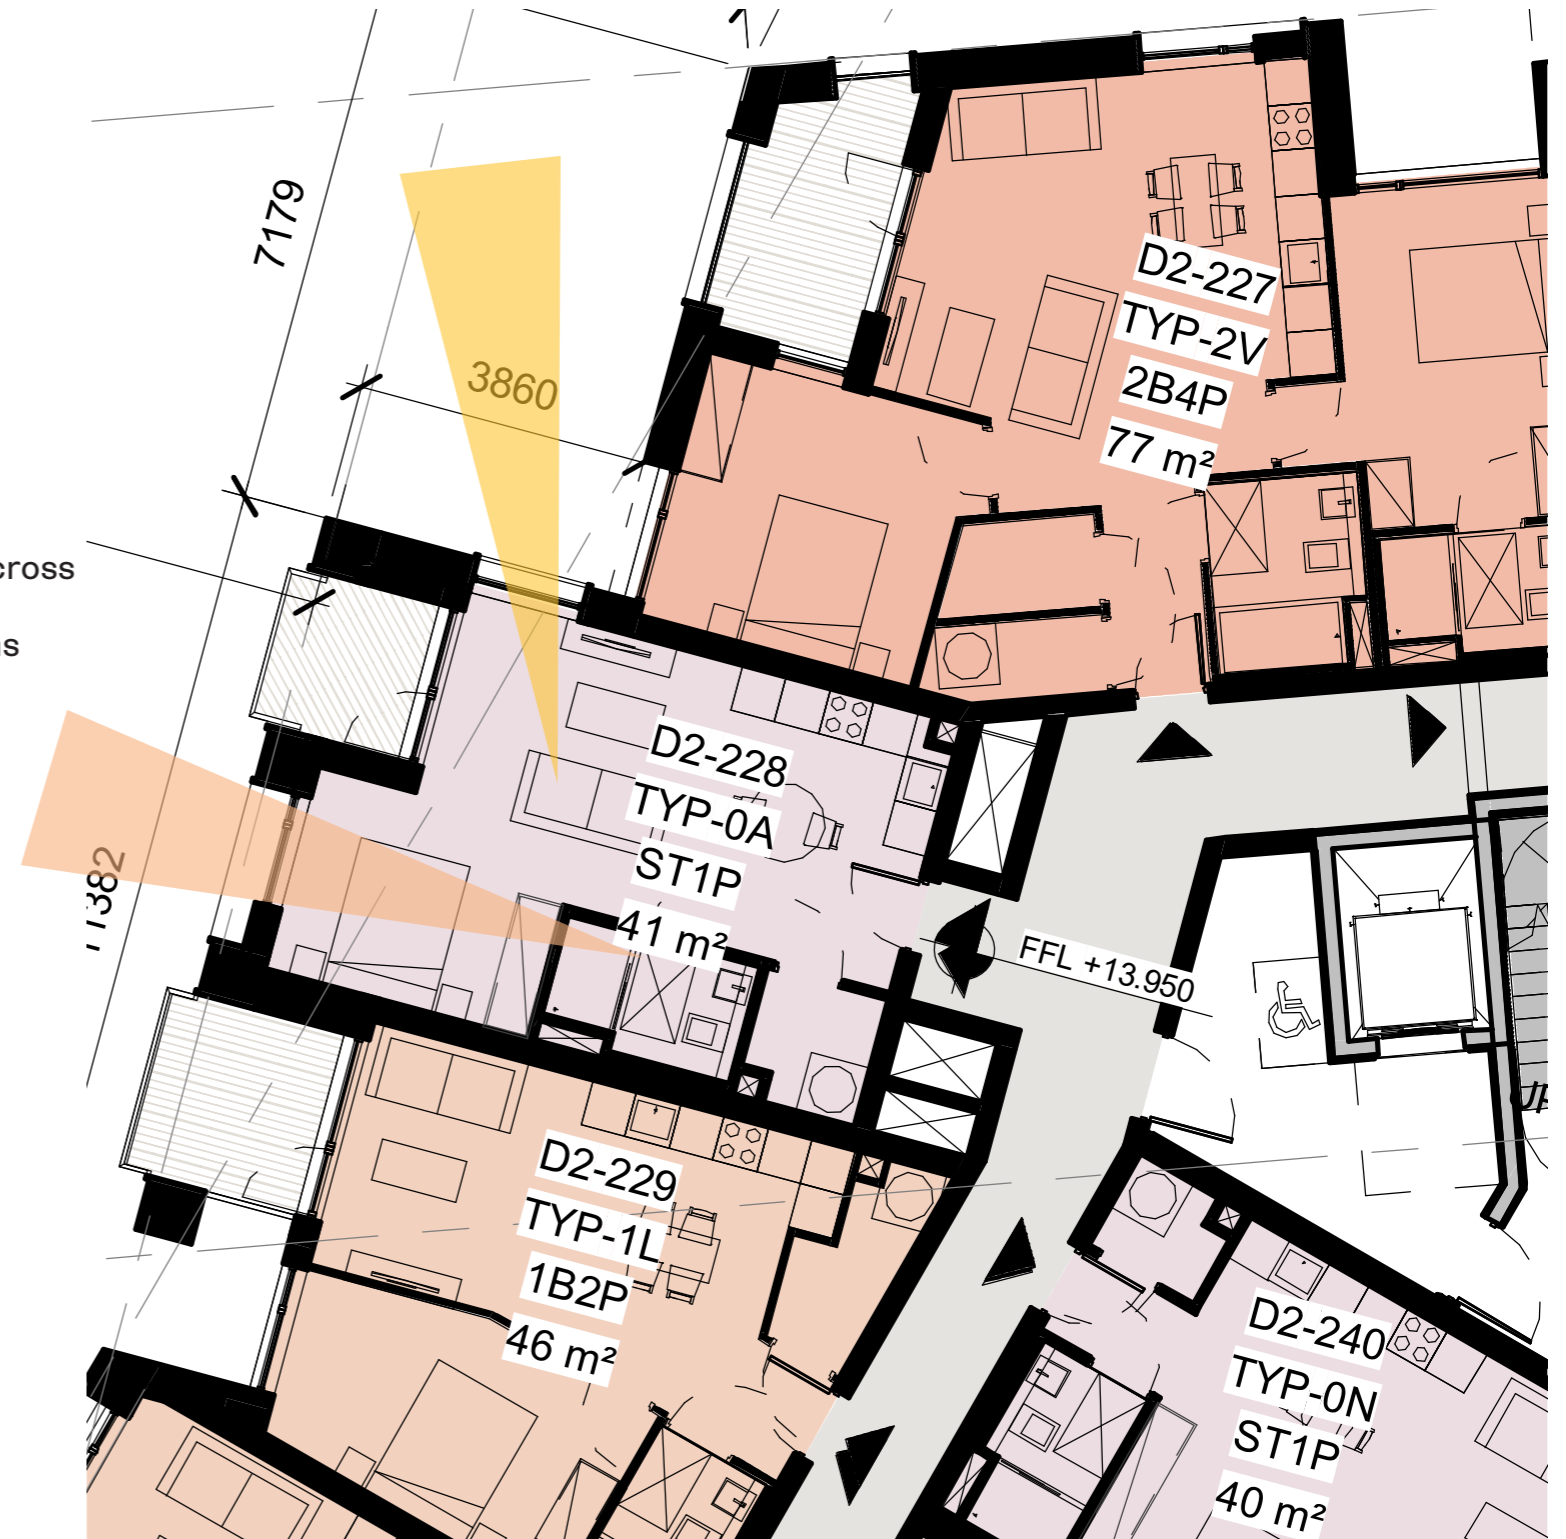 7179
3860
D2-227
TYP-2V
2B4P
77 m²
cross
D2-228
TYP-0A
ST1P
41 m²
FFL +13.950
D2-229
TYP-1L
1B2P
46 m²
D2-240
TYP-0N
ST1P
40 m²